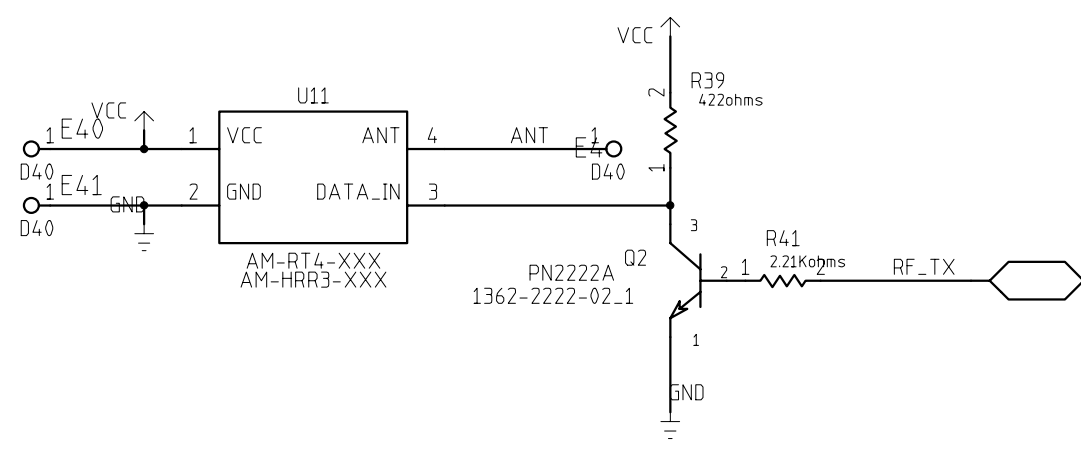 VCC
R39
2
422ohms
U11
VCC
1 E40
1
VCC
ANT
4
ANT
1
E4
D40
D40
1
1 E41
2
GND
GND
DATA_IN
3
D40
3
AM-RT4-XXX
AM-HRR3-XXX
Q2
R41
PN2222A
2
1
2.21Kohms
2
RF_TX
1362-2222-02_1
1
GND